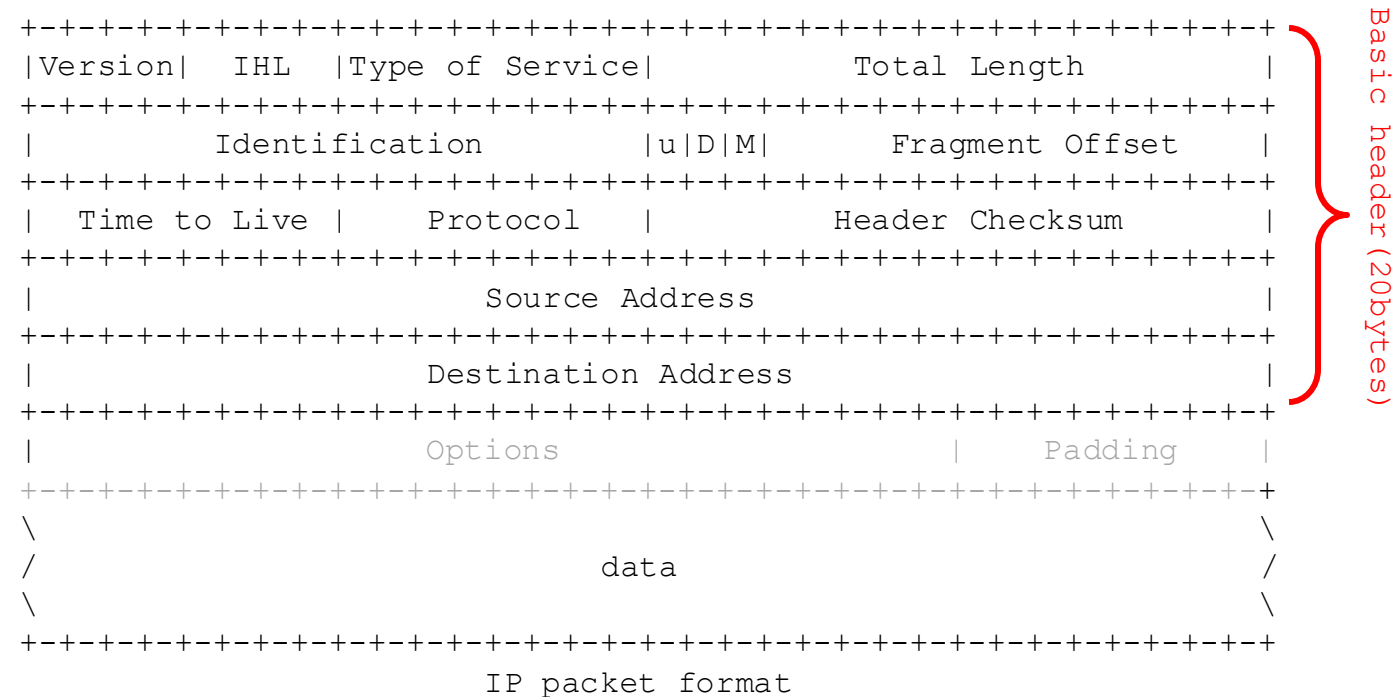 +-+-+-+-+-+-+-+-+-+-+-+-+-+-+-+-+-+-+-+-+-+-+-+-+-+-+-+-+-+-+-+-+
|Version|  IHL  |Type of Service|          Total Length         |
+-+-+-+-+-+-+-+-+-+-+-+-+-+-+-+-+-+-+-+-+-+-+-+-+-+-+-+-+-+-+-+-+
|         Identification        |u|D|M|      Fragment Offset    |
+-+-+-+-+-+-+-+-+-+-+-+-+-+-+-+-+-+-+-+-+-+-+-+-+-+-+-+-+-+-+-+-+
|  Time to Live |    Protocol   |         Header Checksum       |
+-+-+-+-+-+-+-+-+-+-+-+-+-+-+-+-+-+-+-+-+-+-+-+-+-+-+-+-+-+-+-+-+
|                       Source Address                          |
+-+-+-+-+-+-+-+-+-+-+-+-+-+-+-+-+-+-+-+-+-+-+-+-+-+-+-+-+-+-+-+-+
|                    Destination Address                        |
+-+-+-+-+-+-+-+-+-+-+-+-+-+-+-+-+-+-+-+-+-+-+-+-+-+-+-+-+-+-+-+-+
|                    Options                    |    Padding    |
+-+-+-+-+-+-+-+-+-+-+-+-+-+-+-+-+-+-+-+-+-+-+-+-+-+-+-+-+-+-+-+-+
\                                                               \
/                             data                              /
\                                                               \
+-+-+-+-+-+-+-+-+-+-+-+-+-+-+-+-+-+-+-+-+-+-+-+-+-+-+-+-+-+-+-+-+
IP packet format
Basic header(20bytes)